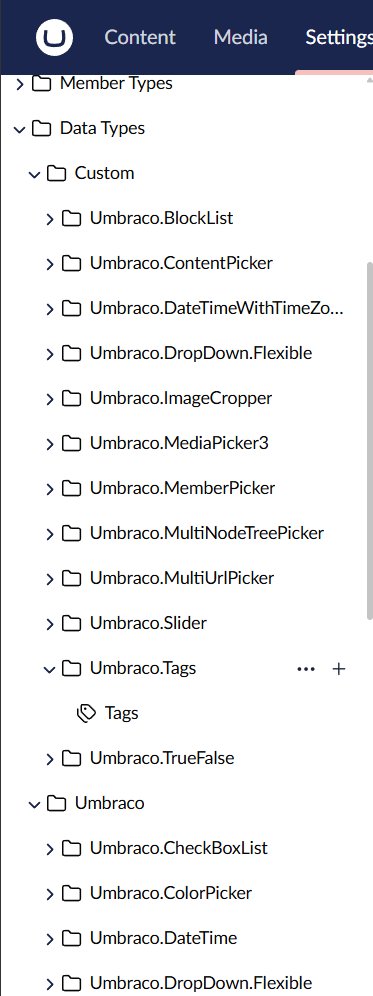 Content Media Settings
Member Types
Data Types
Custom
Umbraco.BlockList
Umbraco.ContentPicker
Umbraco.DateTimeWithTimeZo...
Umbraco.DropDown.Flexible
Umbraco.ImageCropper
Umbraco.MediaPicker3
Umbraco.MemberPicker
Umbraco.MultiNodeTreePicker
Umbraco.MultiUrlPicker
Umbraco.Slider
Umbraco.Tags
Tags
Umbraco.TrueFalse
Umbraco
Umbraco.CheckBoxList
Umbraco.ColorPicker
Umbraco.DateTime
Umbraco.DropDown.Flexible